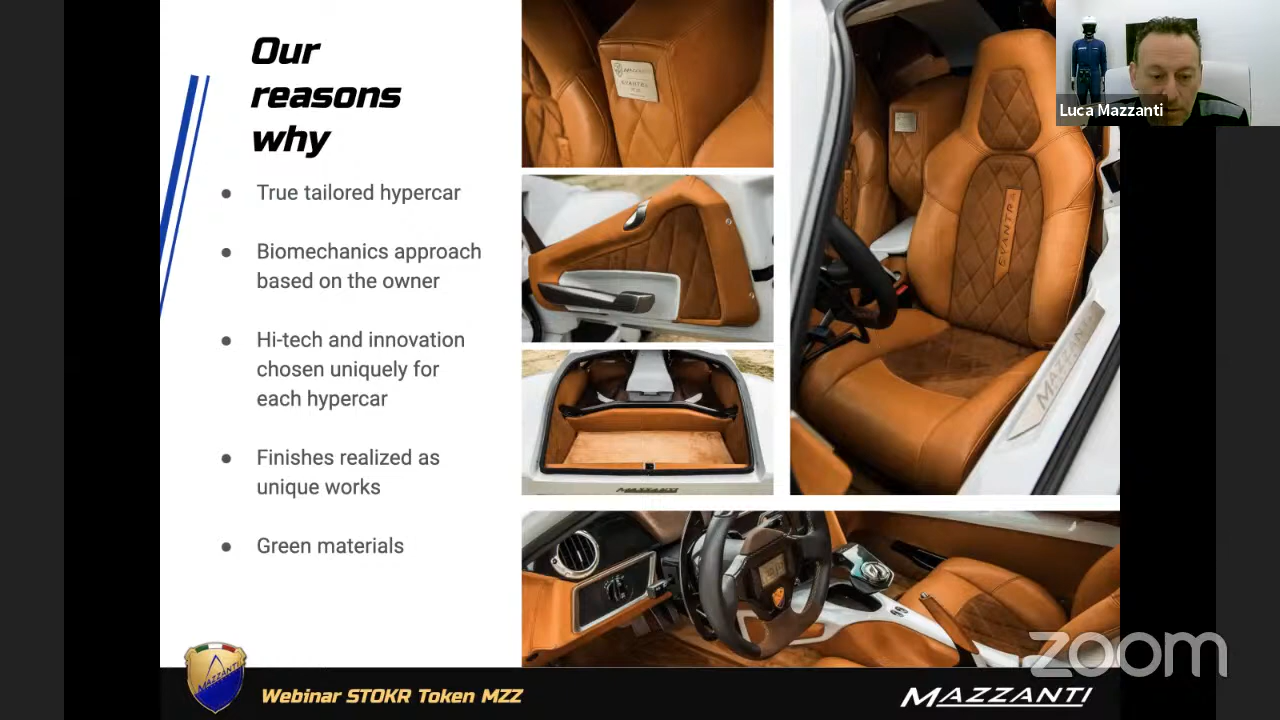 Our
reasons
why
● True tailored hypercar
● Biomechanics approach
based on the owner
● Hi-tech and innovation
chosen uniquely for
each hypercar
● Finishes realized as
unique works
● Green materials
EVANTRA
MAZZANTI
MAZZANTI
Luca Mazzanti
zoom
MAZZANTI
Webinar STOKR Token MZZ
MAZZANTI